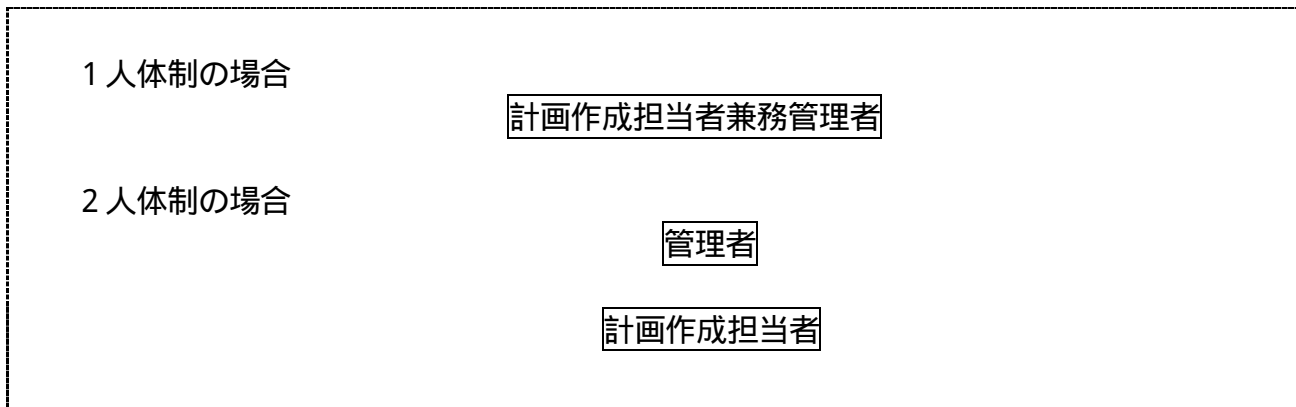 1 人体制の場合
計画作成担当者兼務管理者
2 人体制の場合
管理者
計画作成担当者